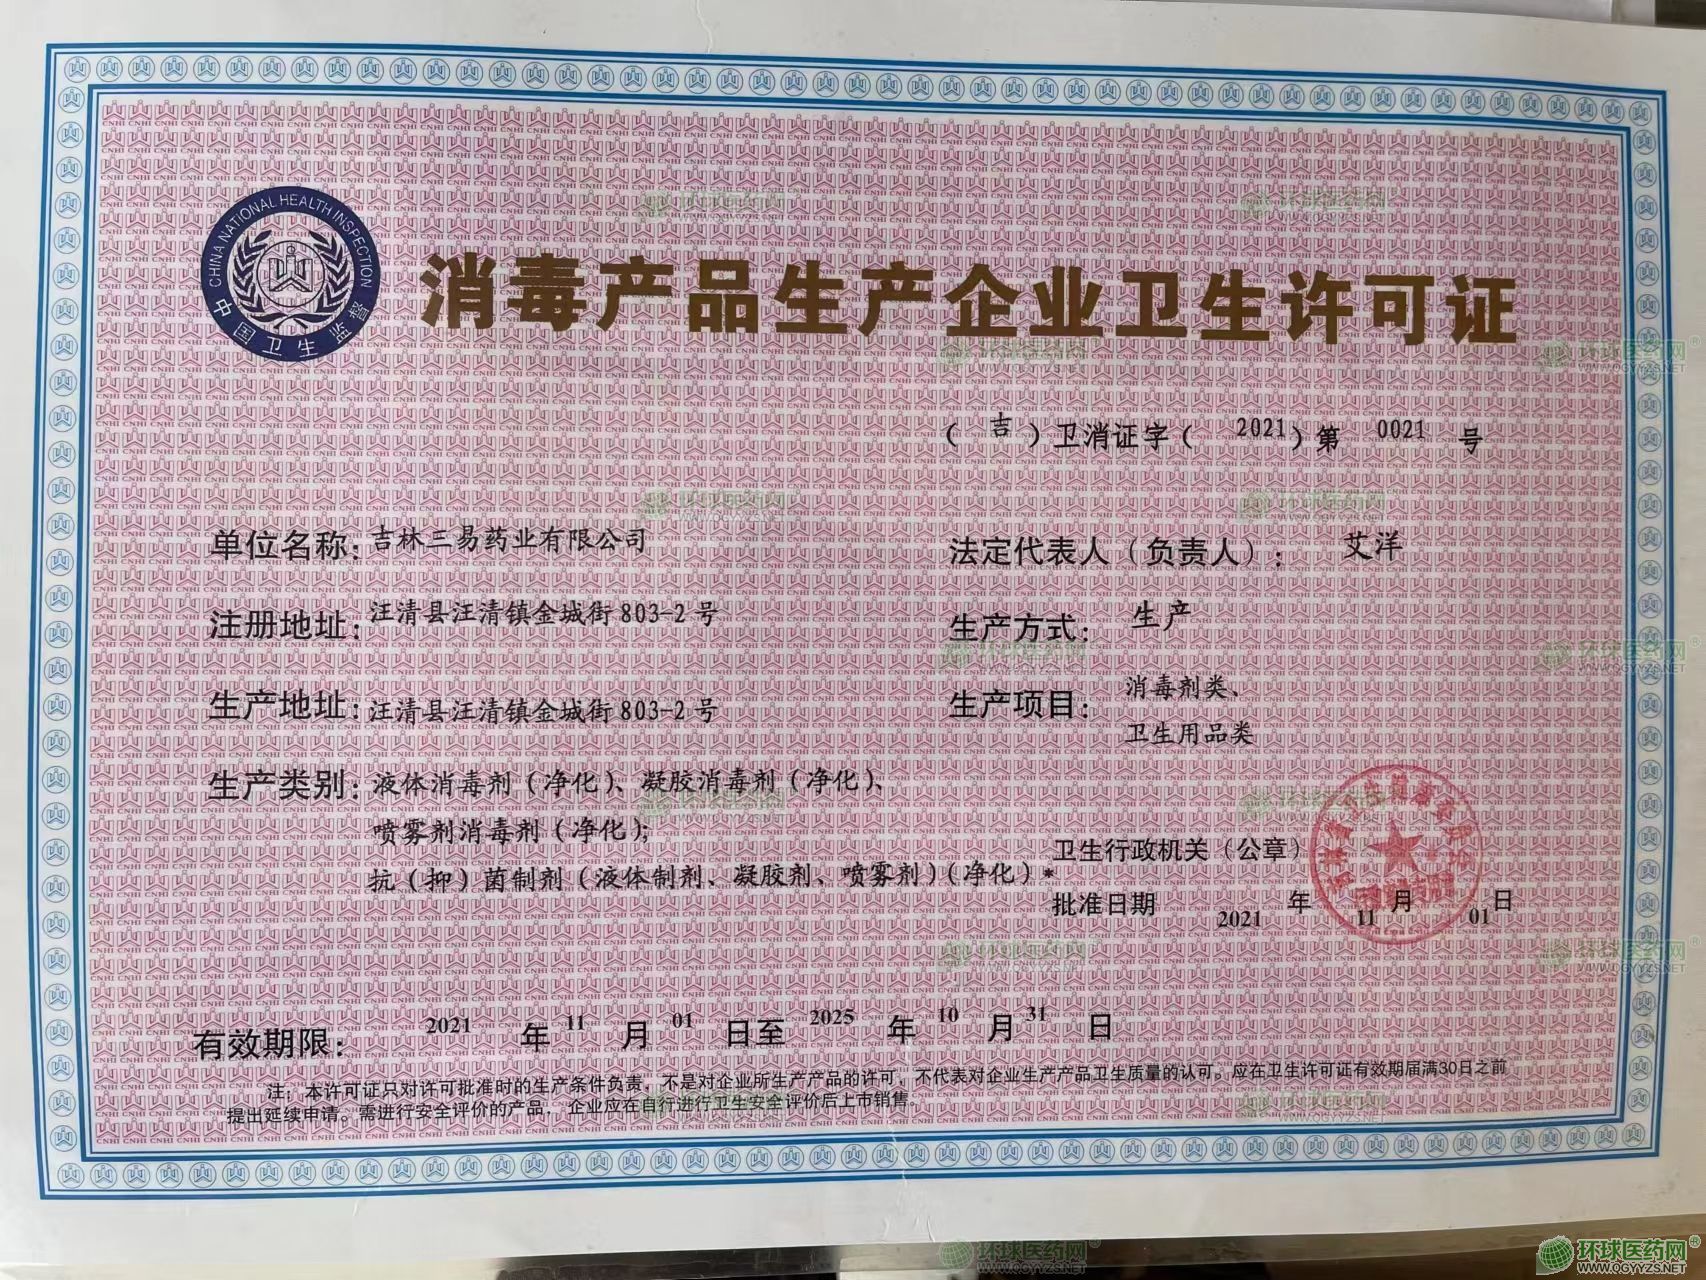 CHINA NATIONAL HEALTH INSPECTION
中国卫生监督
消毒产品生产企业卫生许可证
（吉）卫消证字（2021）第 0021 号
单位名称：吉林三易药业有限公司
法定代表人（负责人）：艾洋
注册地址：汪清县汪清镇金城街803-2号
生产方式：生产
生产地址：汪清县汪清镇金城街803-2号
生产项目：消毒剂类、
卫生用品类
生产类别：液体消毒剂（净化）、凝胶消毒剂（净化）、
喷雾剂消毒剂（净化），
抗（抑）菌制剂（液体制剂、凝胶剂、喷雾剂）（净化）*
卫生行政机关（公章）
批准日期 2021 年 11 月 01 日
有效期限：2021 年 11 月 01 日至 2025 年 10 月 31 日
注：本许可证只对许可批准时的生产条件负责，不是对企业所生产产品的许可，不代表对企业生产产品卫生质量的认可。应在卫生许可证有效期届满30日之前
提出延续申请。需进行安全评价的产品，企业应在自行进行卫生安全评价后上市销售。
环球医药网®
WWW.QGYYZS.NET